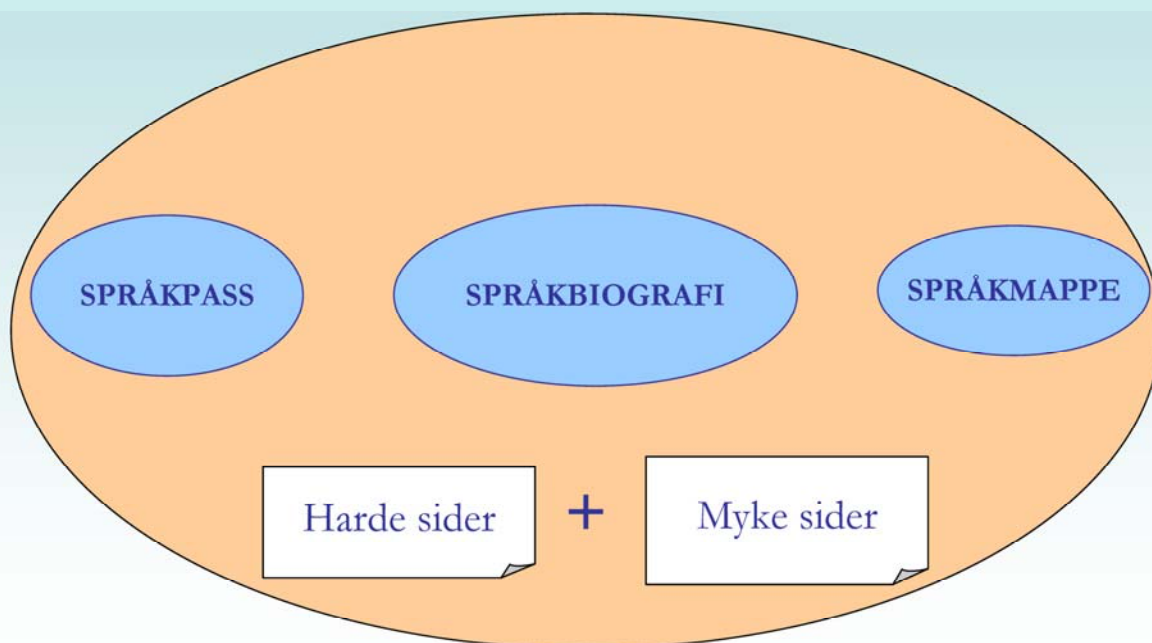 SPRÅKPASS
SPRÅKBIOGRAFI
SPRÅKMAPPE
Harde sider
+
Myke sider